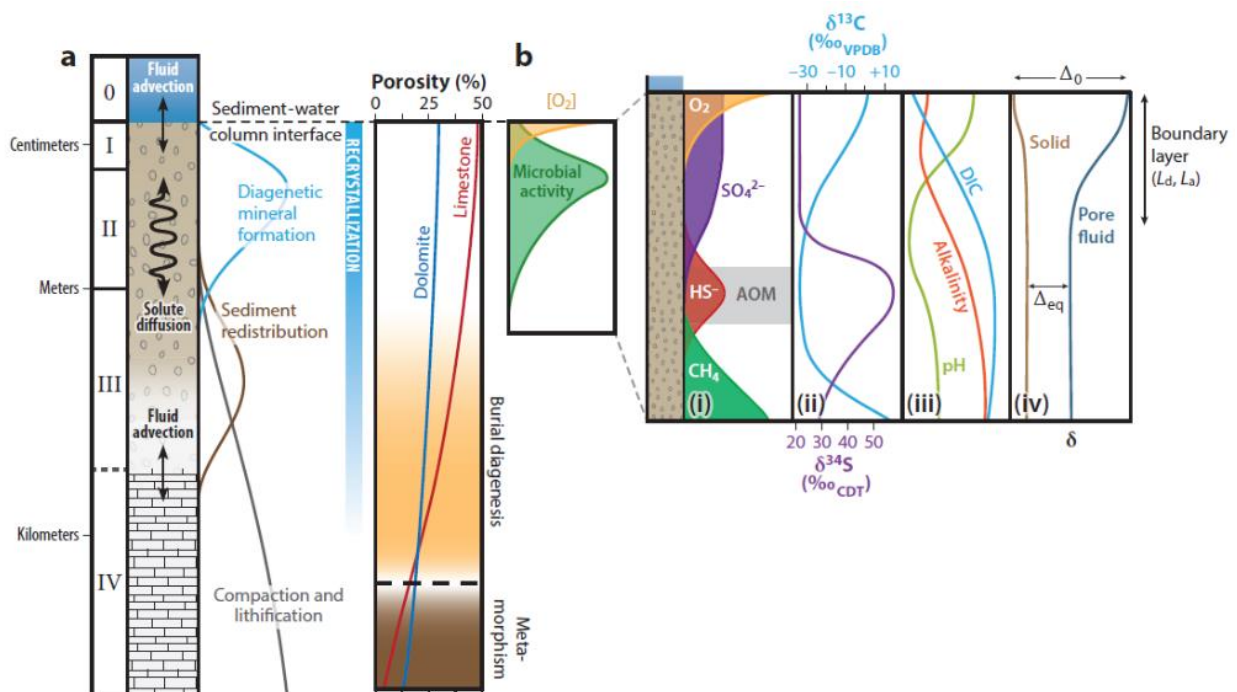 a
0
I
II
III
IV
Centimeters
Meters
Kilometers
Fluid
advection
Solute
diffusion
Fluid
advection
Sediment-water
column interface
Diagenetic
mineral
formation
Sediment
redistribution
Compaction and
lithification
RECRYSTALLIZATION
Porosity (%)
0 25 50
Dolomite
Limestone
Burial diagenesis
Meta-
morphism
b
[O₂]
Microbial
activity
O₂
SO₄²⁻
HS⁻
AOM
CH₄
(i)
δ¹³C
(‰VPDB)
–30 –10 +10
(ii)
20 30 40 50
δ³⁴S
(‰CDT)
DIC
Alkalinity
pH
(iii)
Δ₀
Solid
Pore
fluid
Δeq
(iv)
δ
Boundary
layer
(Ld, La)